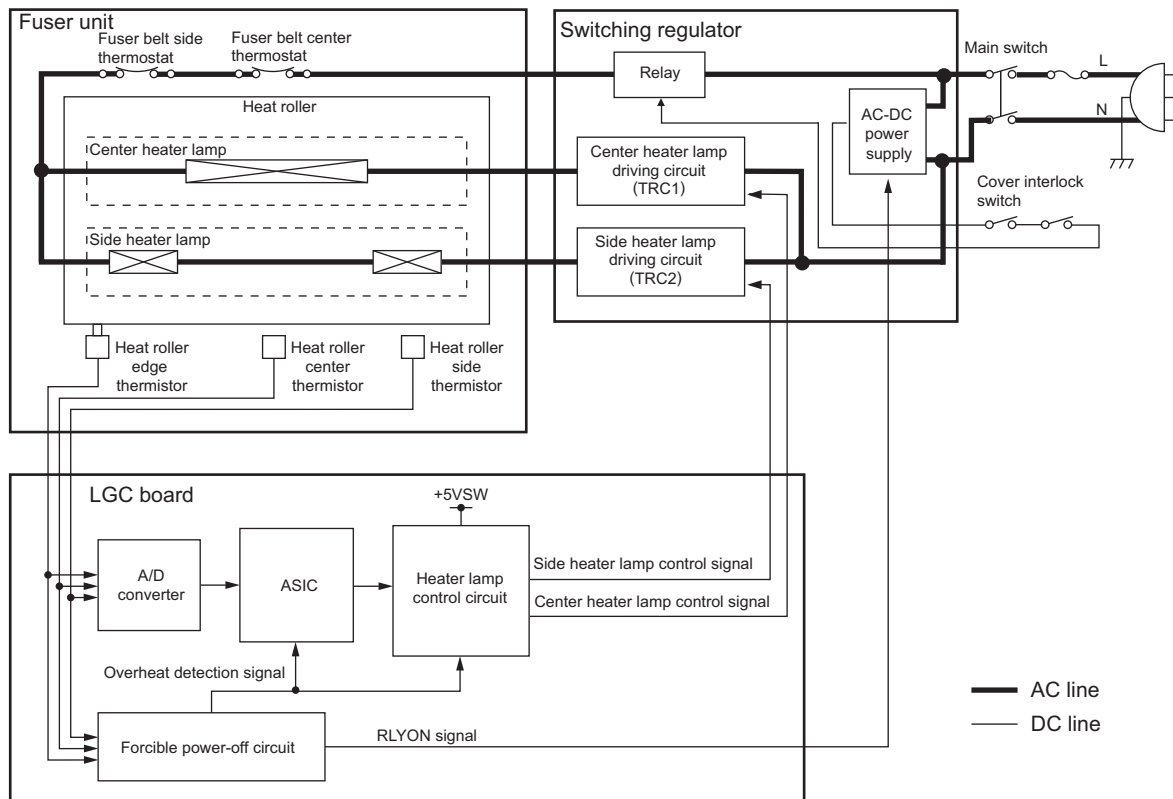 Fuser unit
Switching regulator
Fuser belt side
thermostat
Fuser belt center
thermostat
Main switch
L
Relay
Heat roller
N
AC-DC
power
supply
Center heater lamp
Center heater lamp
driving circuit
(TRC1)
Cover interlock
switch
Side heater lamp
Side heater lamp
driving circuit
(TRC2)
Heat roller
edge
thermistor
Heat roller
center
thermistor
Heat roller
side
thermistor
LGC board
+5VSW
A/D
converter
ASIC
Heater lamp
control circuit
Side heater lamp control signal
Center heater lamp control signal
Overheat detection signal
Forcible power-off circuit
RLYON signal
AC line
DC line